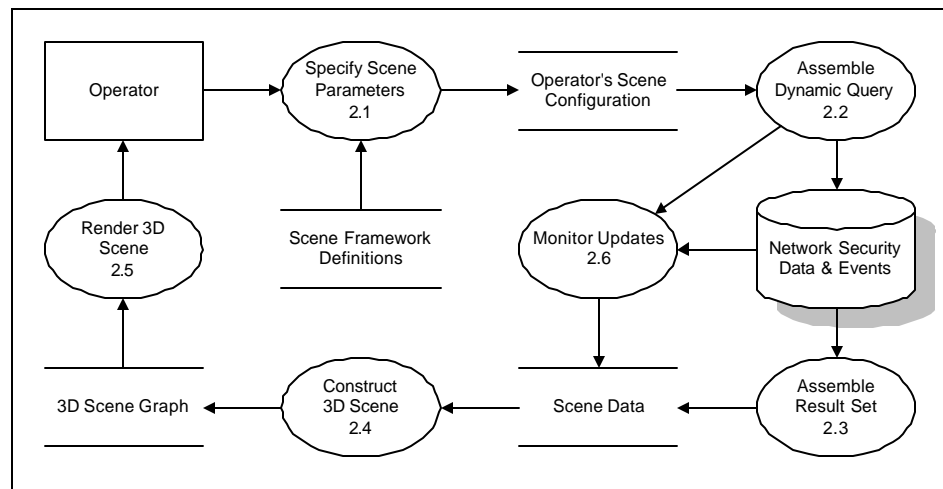 Operator
Specify Scene
Parameters
2.1
Operator's Scene
Configuration
Assemble
Dynamic Query
2.2
Render 3D
Scene
2.5
Scene Framework
Definitions
Monitor Updates
2.6
Network Security
Data & Events
3D Scene Graph
Construct
3D Scene
2.4
Scene Data
Assemble
Result Set
2.3